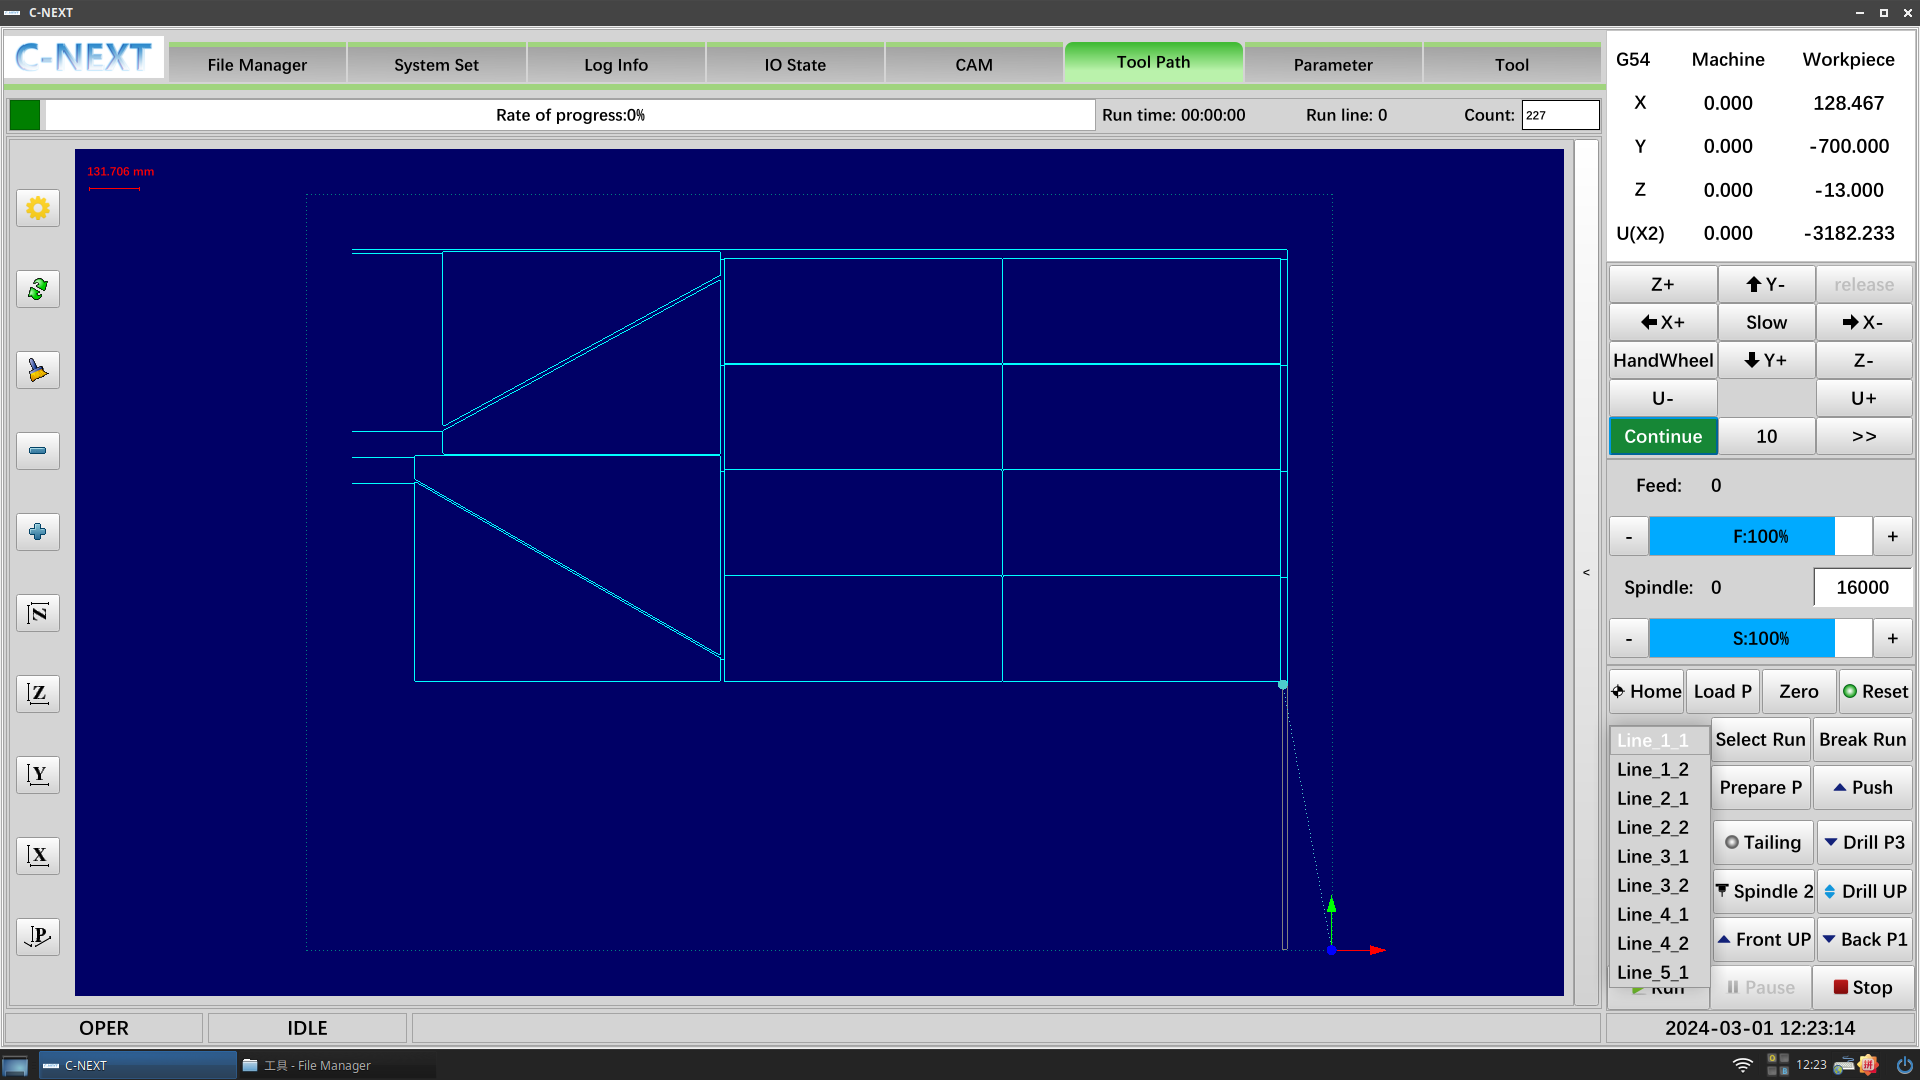 C-NEXT
C-NEXT
File Manager
System Set
Log Info
IO State
CAM
Tool Path
Parameter
Tool
Rate of progress:0%
Run time: 00:00:00
Run line: 0
Count:
227
131.706 mm
G54 Machine Workpiece
X 0.000 128.467
Y 0.000 -700.000
Z 0.000 -13.000
U(X2) 0.000 -3182.233
Z+ Y- release
X+ Slow X-
HandWheel Y+ Z-
U- U+
Continue 10 >>
Feed: 0
- F:100% +
<
Spindle: 0 16000
- S:100% +
Home Load P Zero Reset
Line_1_1 Select Run Break Run
Line_1_2
Prepare P Push
Line_2_1
Line_2_2
Tailing Drill P3
Line_3_1
Line_3_2
Spindle 2 Drill UP
Line_4_1
Line_4_2
Front UP Back P1
Line_5_1
Run Pause Stop
N
Z
Y
X
P
OPER
IDLE
2024-03-01 12:23:14
C-NEXT
工具 - File Manager
12:23
拼